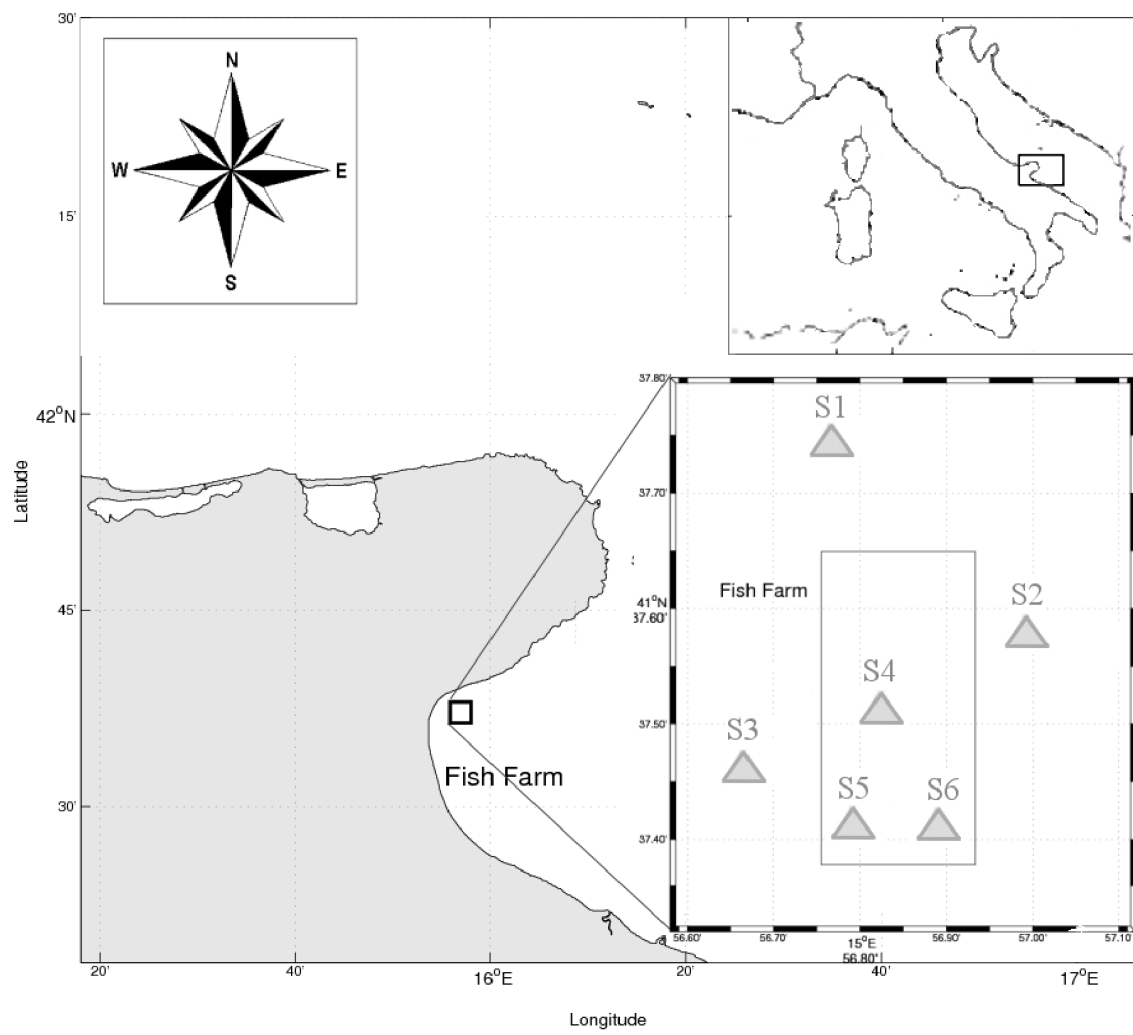 30'
N
W
E
S
15'
42°N
Latitude
45'
30'
Fish Farm
20'
40'
16°E
20'
40'
17°E
Longitude
37.80'
37.70'
41°N
37.60'
37.50'
37.40'
S1
Fish Farm
S2
S4
S3
S5
S6
56.60'
56.70'
15°E
56.80'
56.90'
57.00'
57.10'